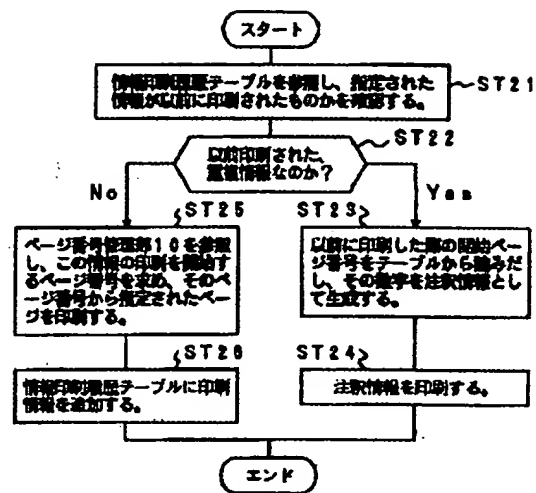 スタート
情報印刷履歴テーブルを参照し、指定された
情報が以前に印刷されたものかを確認する。
ST21
ST22
以前印刷された、
重複情報なのか?
No
Yes
ST25
ST23
ページ番号管理部10を参照
し、この情報の印刷を開始す
るページ番号を求め、そのペ
ージ番号から指定されたペー
ジを印刷する。
以前に印刷した際の開始ペー
ジ番号をテーブルから読みだ
し、その数字を注釈情報とし
て生成する。
ST26
ST24
情報印刷履歴テーブルに印刷
情報を追加する。
注釈情報を印刷する。
エンド